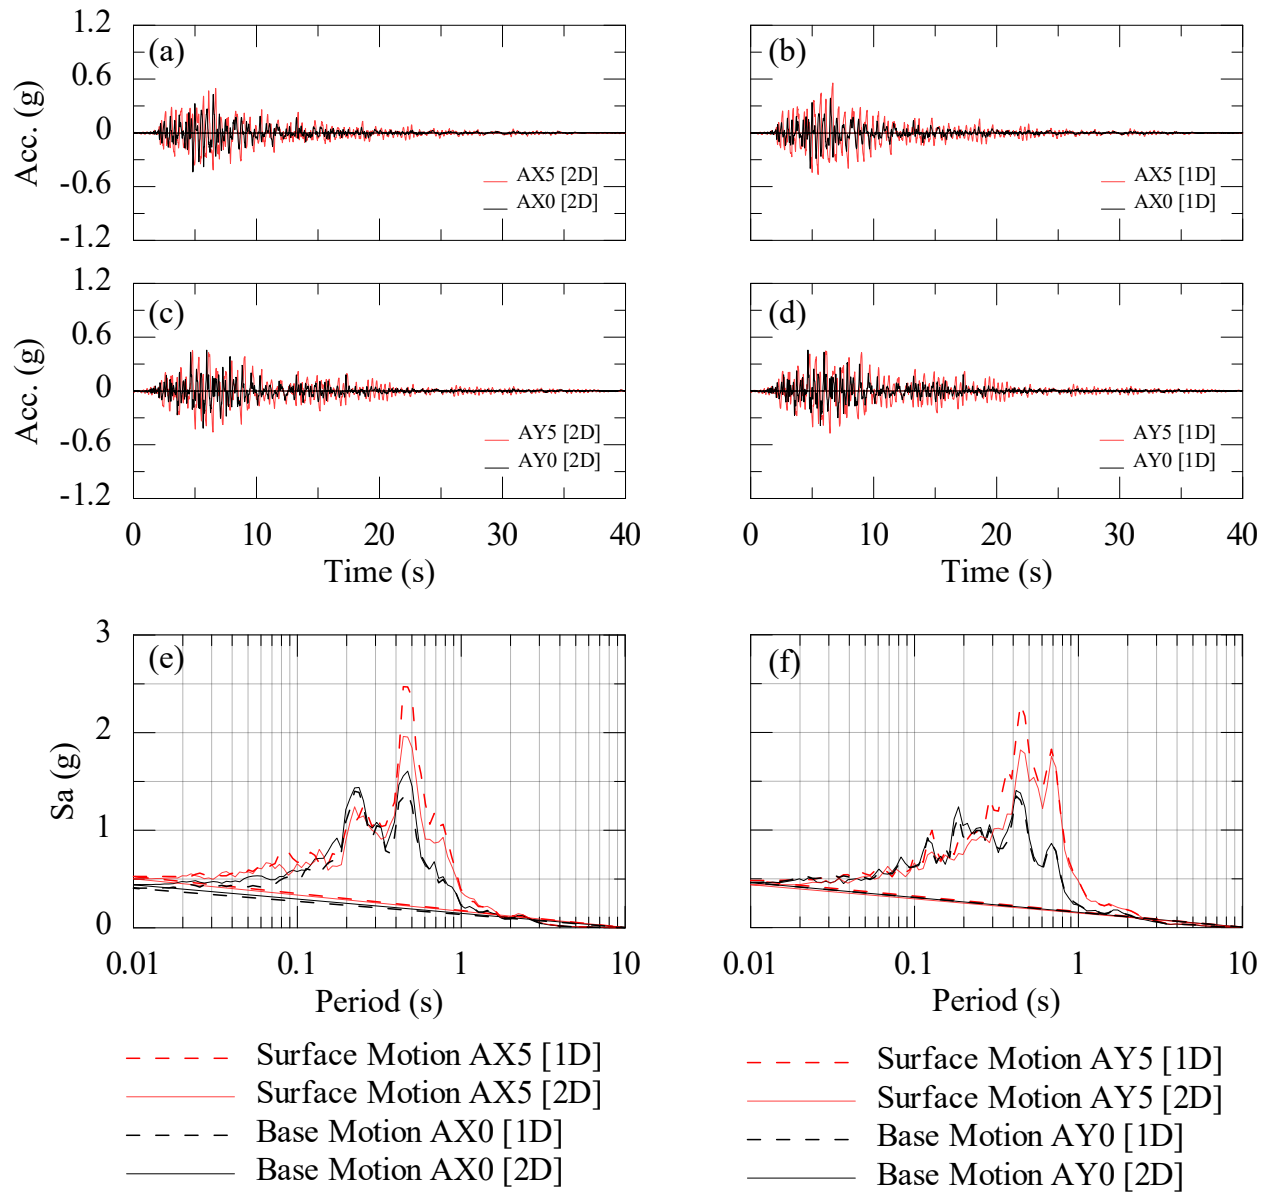 1.2
0.6
0
-0.6
-1.2
Acc. (g)
(a)
AX5 [2D]
AX0 [2D]
(b)
AX5 [1D]
AX0 [1D]
1.2
0.6
0
-0.6
-1.2
Acc. (g)
(c)
AY5 [2D]
AY0 [2D]
0 10 20 30 40
Time (s)
(d)
AY5 [1D]
AY0 [1D]
0 10 20 30 40
Time (s)
3
2
1
0
Sa (g)
(e)
0.01 0.1 1 10
Period (s)
(f)
0.01 0.1 1 10
Period (s)
Surface Motion AX5 [1D]
Surface Motion AX5 [2D]
Base Motion AX0 [1D]
Base Motion AX0 [2D]
Surface Motion AY5 [1D]
Surface Motion AY5 [2D]
Base Motion AY0 [1D]
Base Motion AY0 [2D]